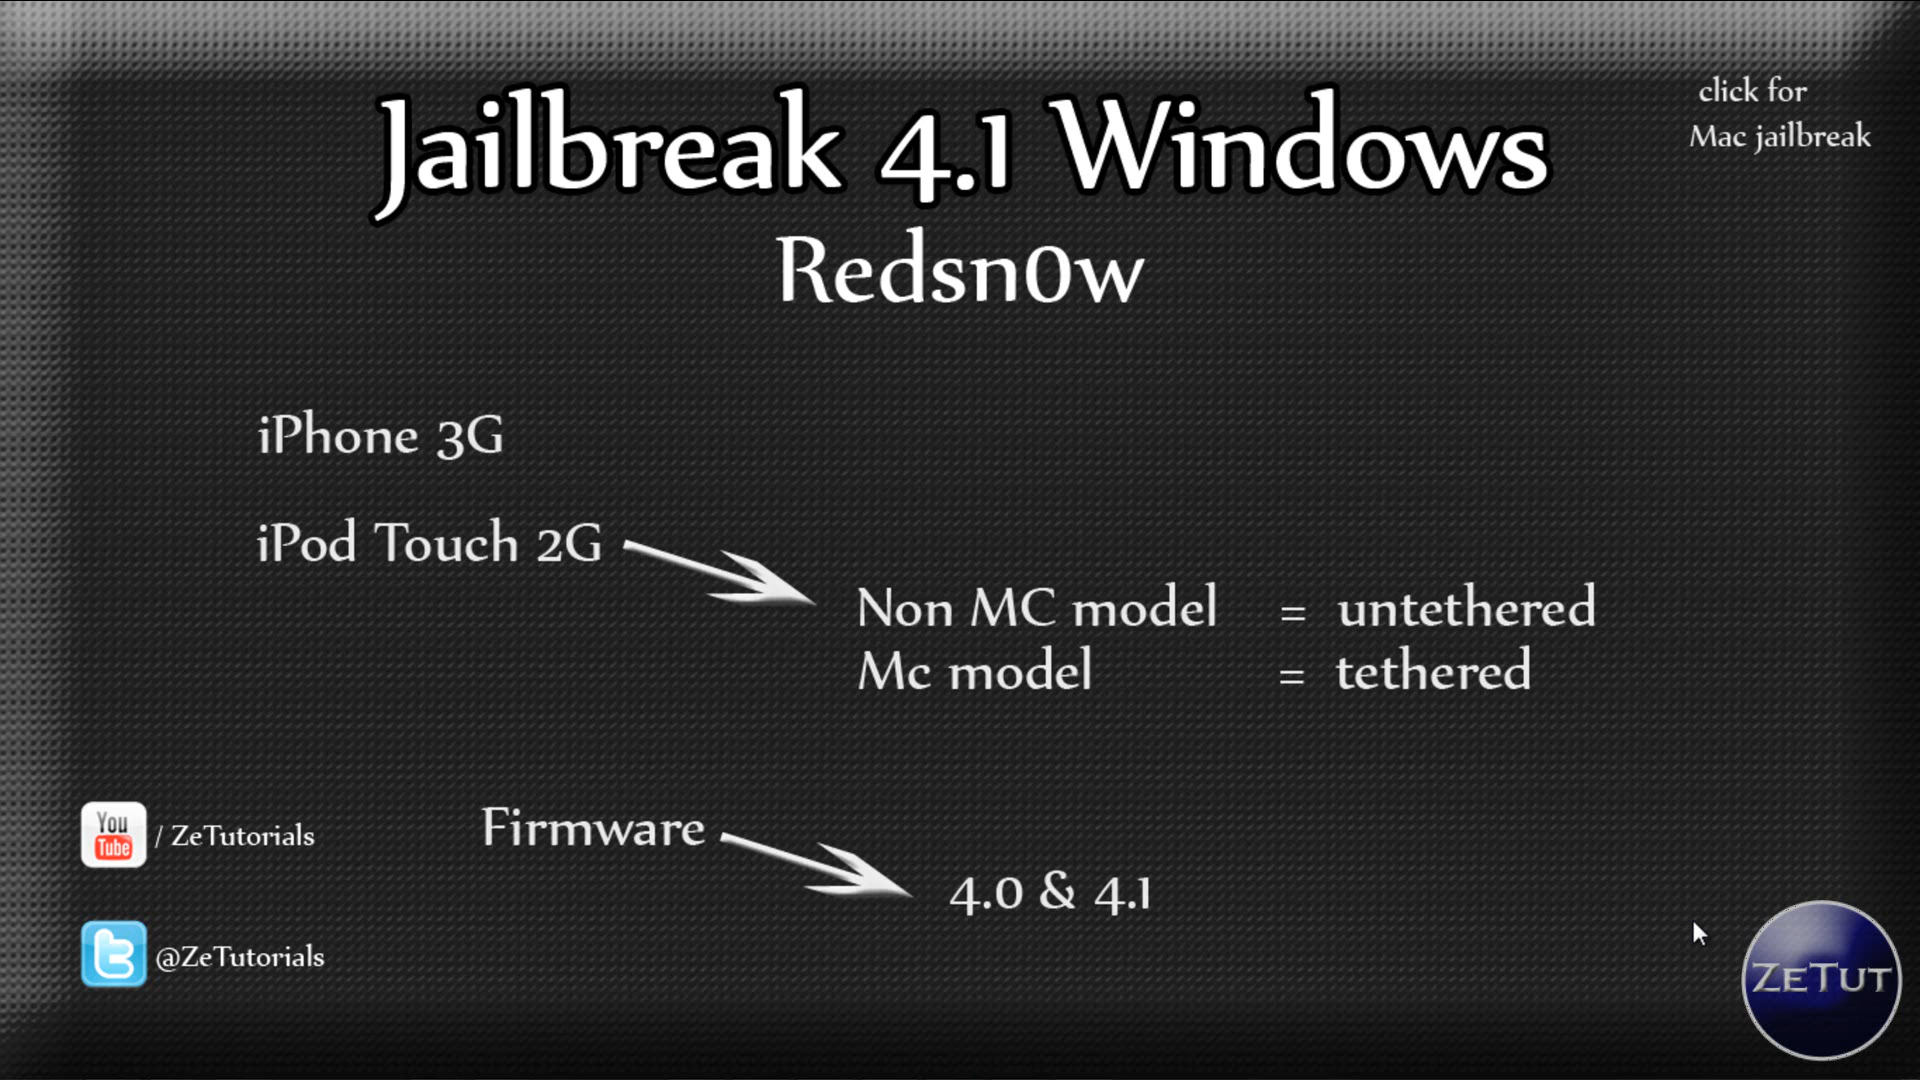 Jailbreak 4.1 Windows
click for
Mac jailbreak
Redsn0w
iPhone 3G
iPod Touch 2G
Non MC model = untethered
Mc model = tethered
You
Tube / ZeTutorials
Firmware
4.0 & 4.1
@ZeTutorials
ZETUT